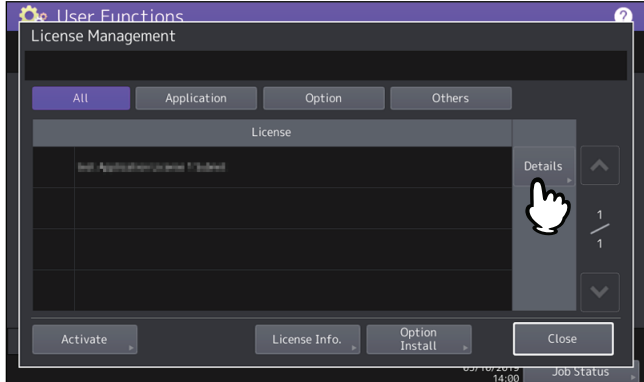 User Functions
?
License Management
All Application Option Others
License
Details
1
1
Activate License Info. Option Install Close
14:00 Job Status